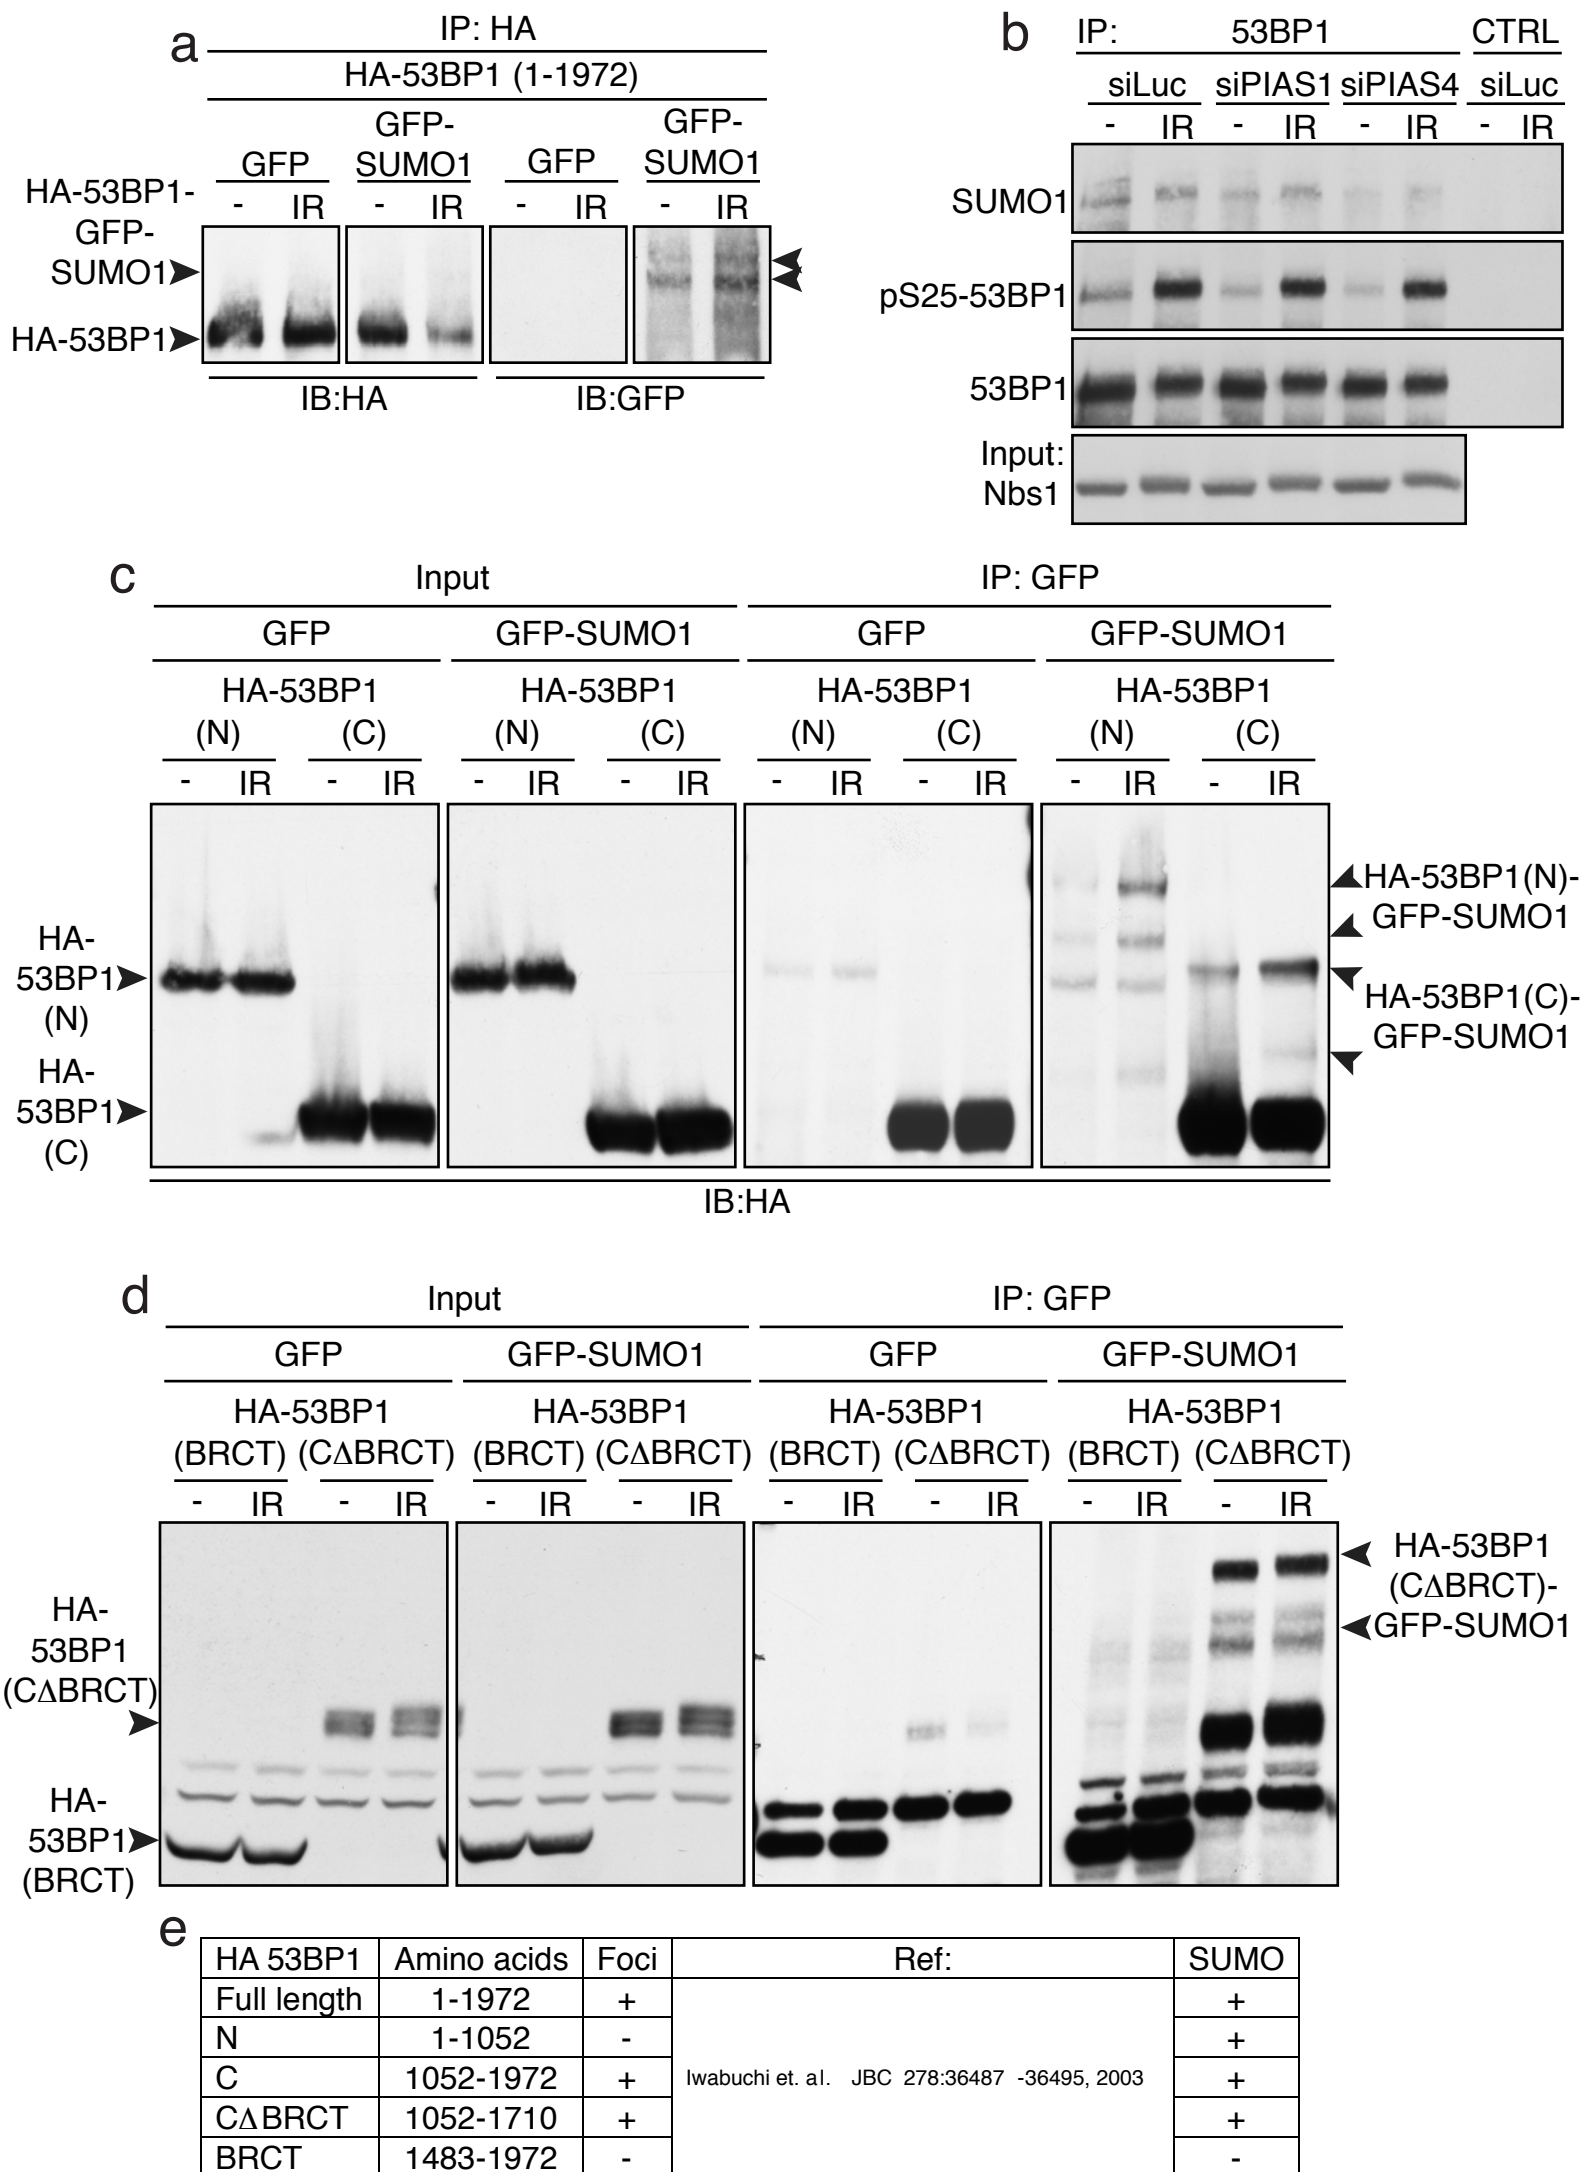 a
IP: HA
HA-53BP1 (1-1972)
GFP
GFP-
SUMO1
GFP
GFP-
SUMO1
- IR - IR - IR - IR
HA-53BP1-
GFP-
SUMO1
HA-53BP1
IB:HA IB:GFP
b
IP: 53BP1 CTRL
siLuc siPIAS1 siPIAS4 siLuc
- IR - IR - IR - IR
SUMO1
pS25-53BP1
53BP1
Input:
Nbs1
c
Input IP: GFP
GFP GFP-SUMO1 GFP GFP-SUMO1
HA-53BP1 HA-53BP1 HA-53BP1 HA-53BP1
(N) (C) (N) (C) (N) (C) (N) (C)
- IR - IR - IR - IR - IR - IR - IR - IR
HA-
53BP1
(N)
HA-
53BP1
(C)
HA-53BP1(N)-
GFP-SUMO1
HA-53BP1(C)-
GFP-SUMO1
IB:HA
d
Input IP: GFP
GFP GFP-SUMO1 GFP GFP-SUMO1
HA-53BP1 HA-53BP1 HA-53BP1 HA-53BP1
(BRCT) (CΔBRCT) (BRCT) (CΔBRCT) (BRCT) (CΔBRCT) (BRCT) (CΔBRCT)
- IR - IR - IR - IR - IR - IR - IR - IR
HA-
53BP1
(CΔBRCT)
HA-
53BP1
(BRCT)
HA-53BP1
(CΔBRCT)-
GFP-SUMO1
e
HA 53BP1 Amino acids Foci Ref: SUMO
Full length 1-1972 + +
N 1-1052 - +
C 1052-1972 + Iwabuchi et. al. JBC 278:36487 -36495, 2003 +
CΔBRCT 1052-1710 + +
BRCT 1483-1972 - -